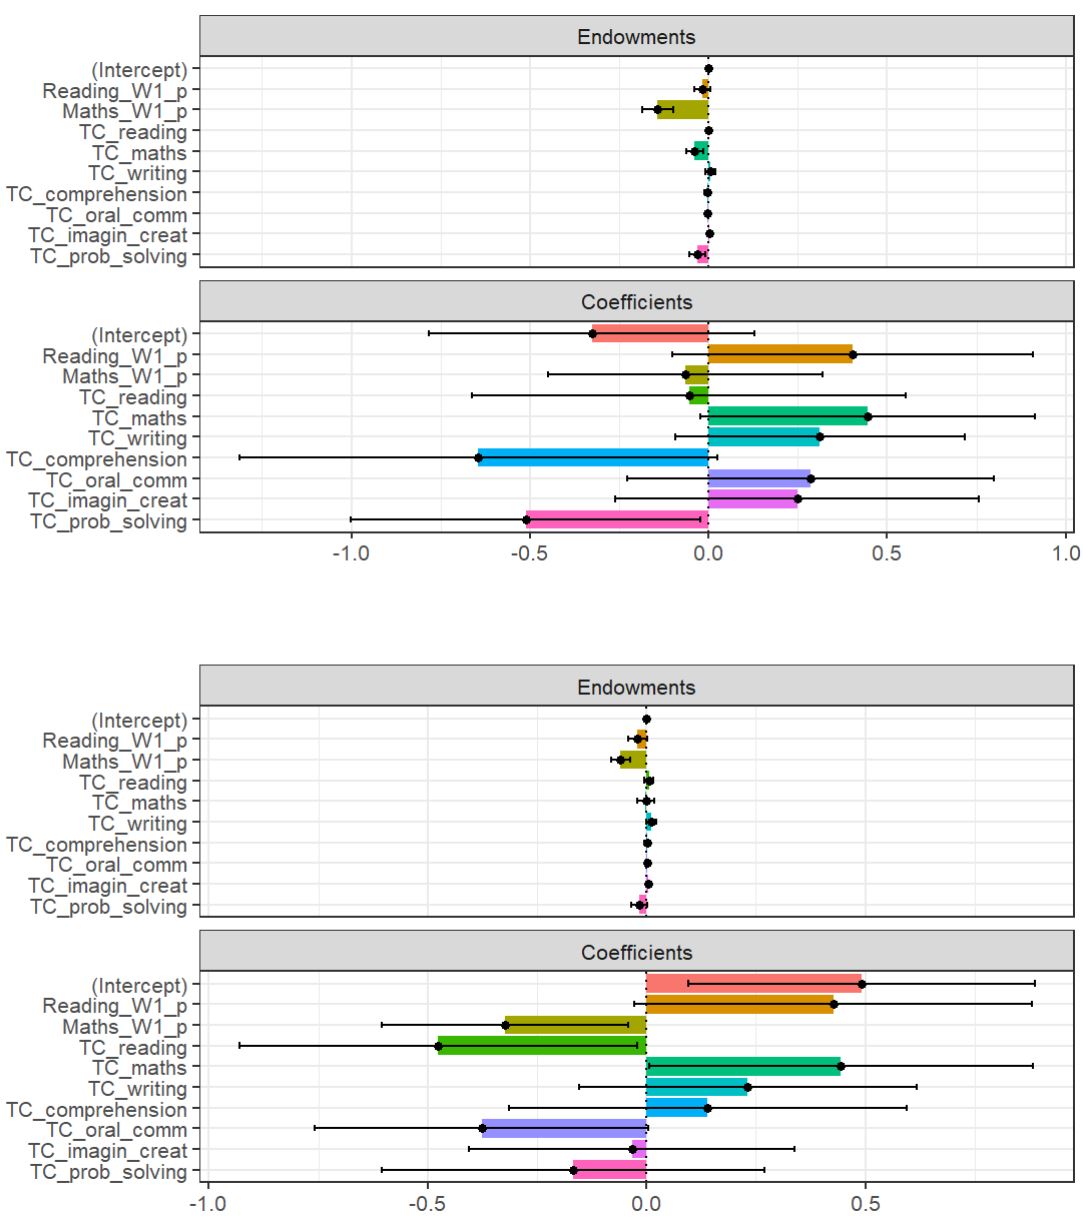 Endowments
(Intercept)
Reading_W1_p
Maths_W1_p
TC_reading
TC_maths
TC_writing
TC_comprehension
TC_oral_comm
TC_imagin_creat
TC_prob_solving
Coefficients
(Intercept)
Reading_W1_p
Maths_W1_p
TC_reading
TC_maths
TC_writing
TC_comprehension
TC_oral_comm
TC_imagin_creat
TC_prob_solving
-1.0 -0.5 0.0 0.5 1.0
Endowments
(Intercept)
Reading_W1_p
Maths_W1_p
TC_reading
TC_maths
TC_writing
TC_comprehension
TC_oral_comm
TC_imagin_creat
TC_prob_solving
Coefficients
(Intercept)
Reading_W1_p
Maths_W1_p
TC_reading
TC_maths
TC_writing
TC_comprehension
TC_oral_comm
TC_imagin_creat
TC_prob_solving
-1.0 -0.5 0.0 0.5